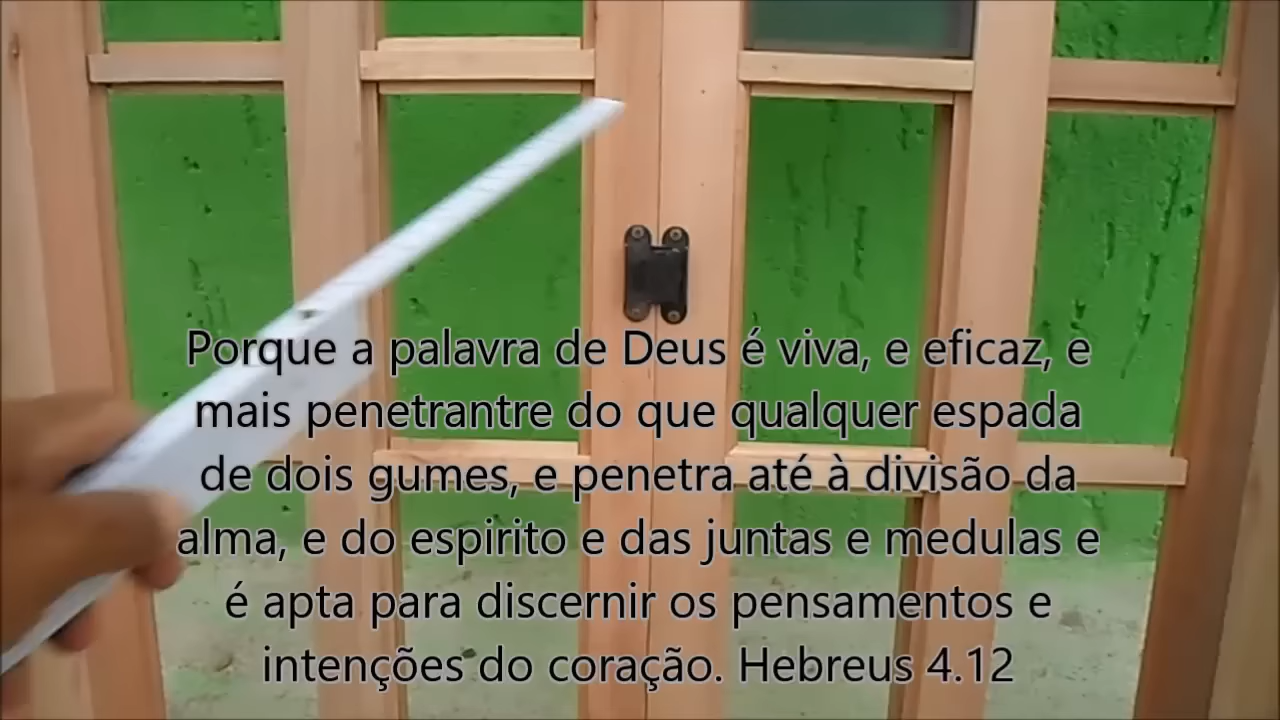 Porque a palavra de Deus é viva, e eficaz, e
mais penetrantre do que qualquer espada
de dois gumes, e penetra até à divisão da
alma, e do espirito e das juntas e medulas e
é apta para discernir os pensamentos e
intenções do coração. Hebreus 4.12